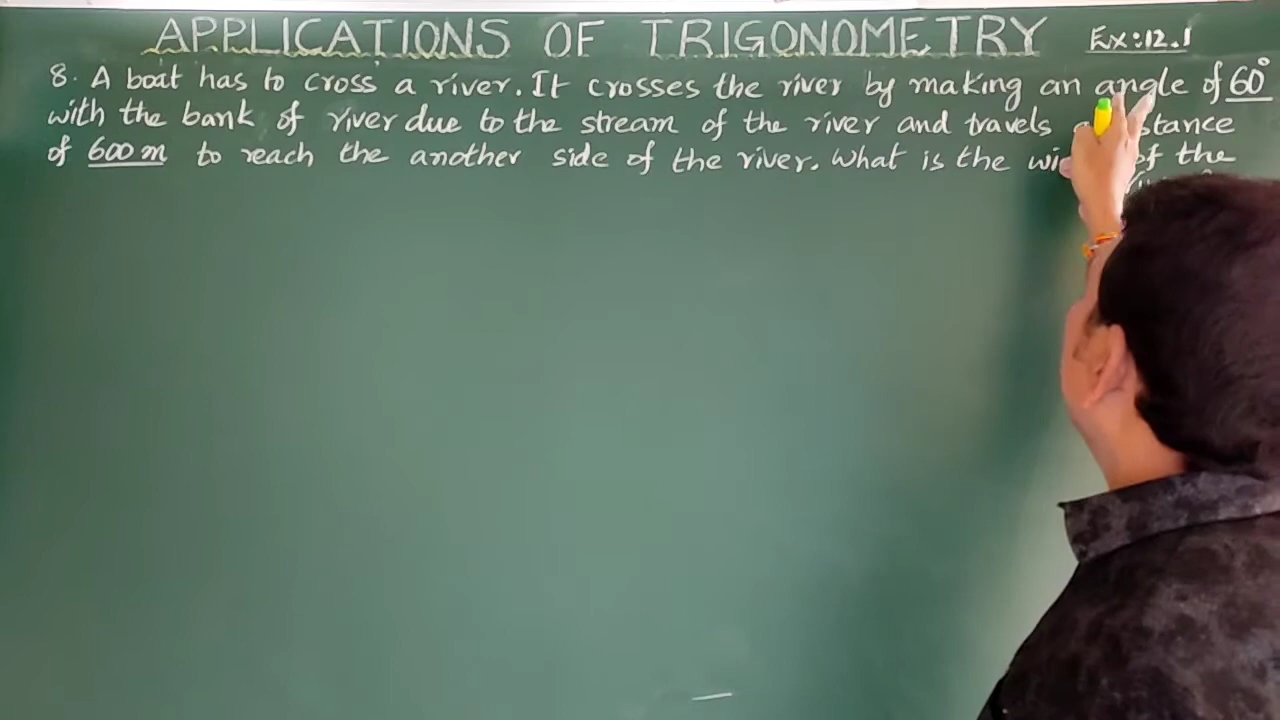 APPLICATIONS OF TRIGONOMETRY Ex:12.1
8. A boat has to cross a river. It crosses the river by making an angle of 60°
with the bank of river due to the stream of the river and travels
of 600 m to reach the another side of the river. What is the of the